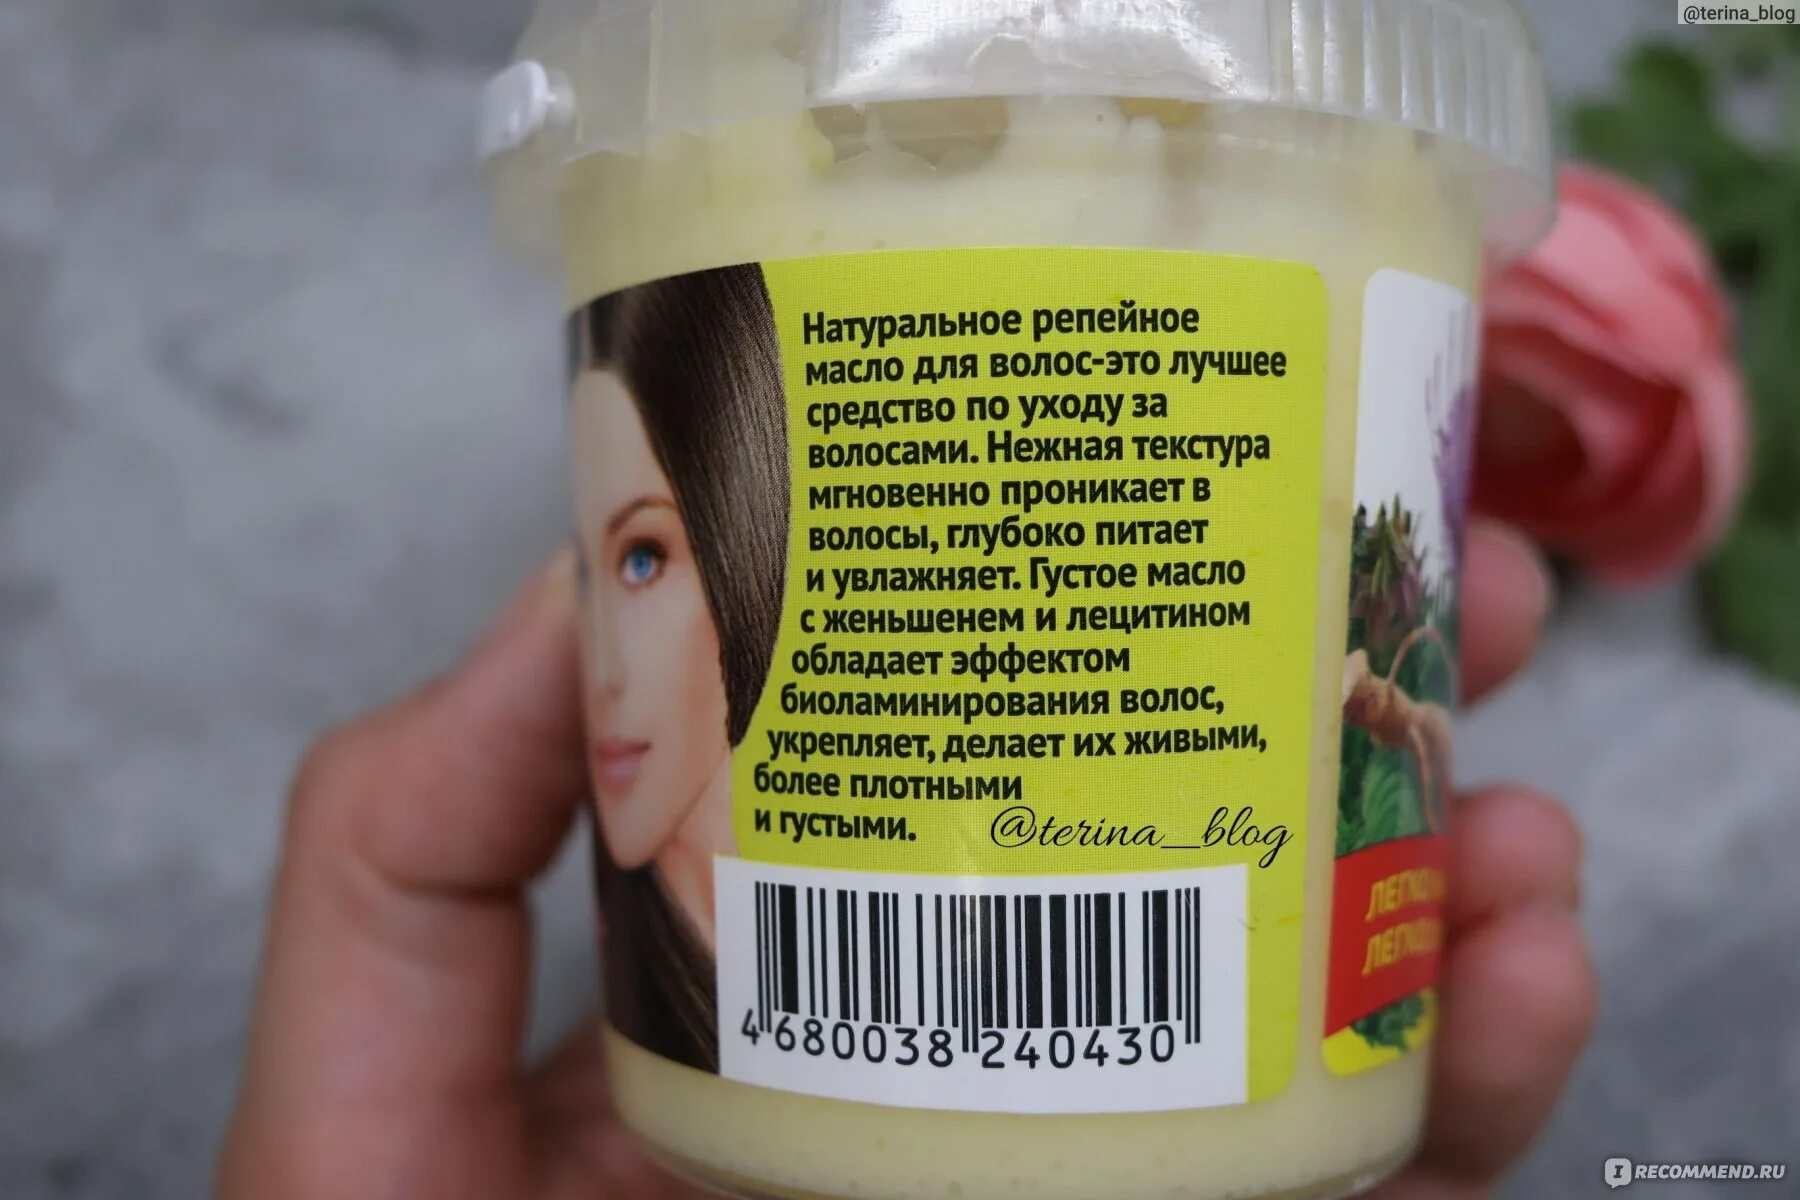 @terina_blog
Натуральное репейное
масло для волос-это лучшее
средство по уходу за
волосами. Нежная текстура
мгновенно проникает в
волосы, глубоко питает
и увлажняет. Густое масло
с женьшенем и лецитином
обладает эффектом
биоламинирования волос,
укрепляет, делает их живыми,
более плотными
и густыми.
@terina_blog
4 680038 240430
I RECOMMEND.RU